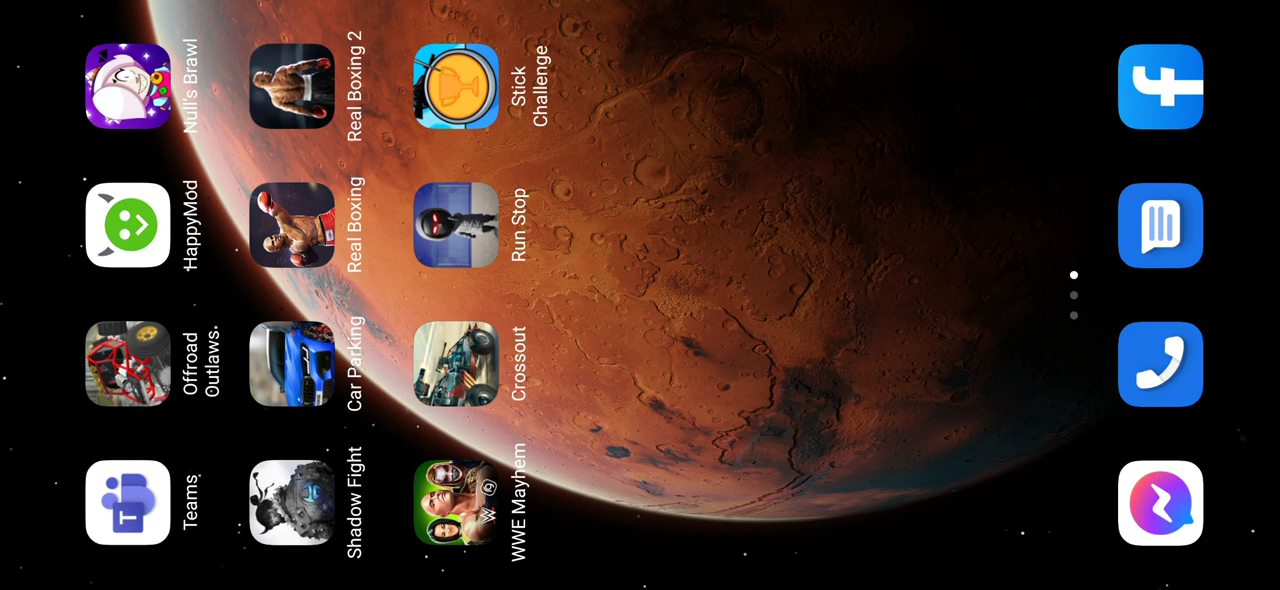 Teams
Offroad
Outlaws
HappyMod
Null's Brawl
Shadow Fight
Car Parking
Real Boxing
Real Boxing 2
WWE Mayhem
Crossout
Run Stop
Stick
Challenge